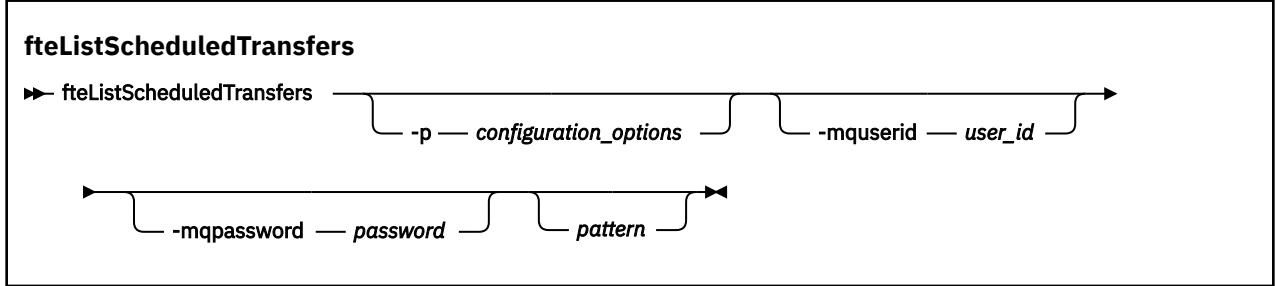 fteListScheduledTransfers
fteListScheduledTransfers
-p configuration_options -mquserid user_id
-mqpassword password pattern